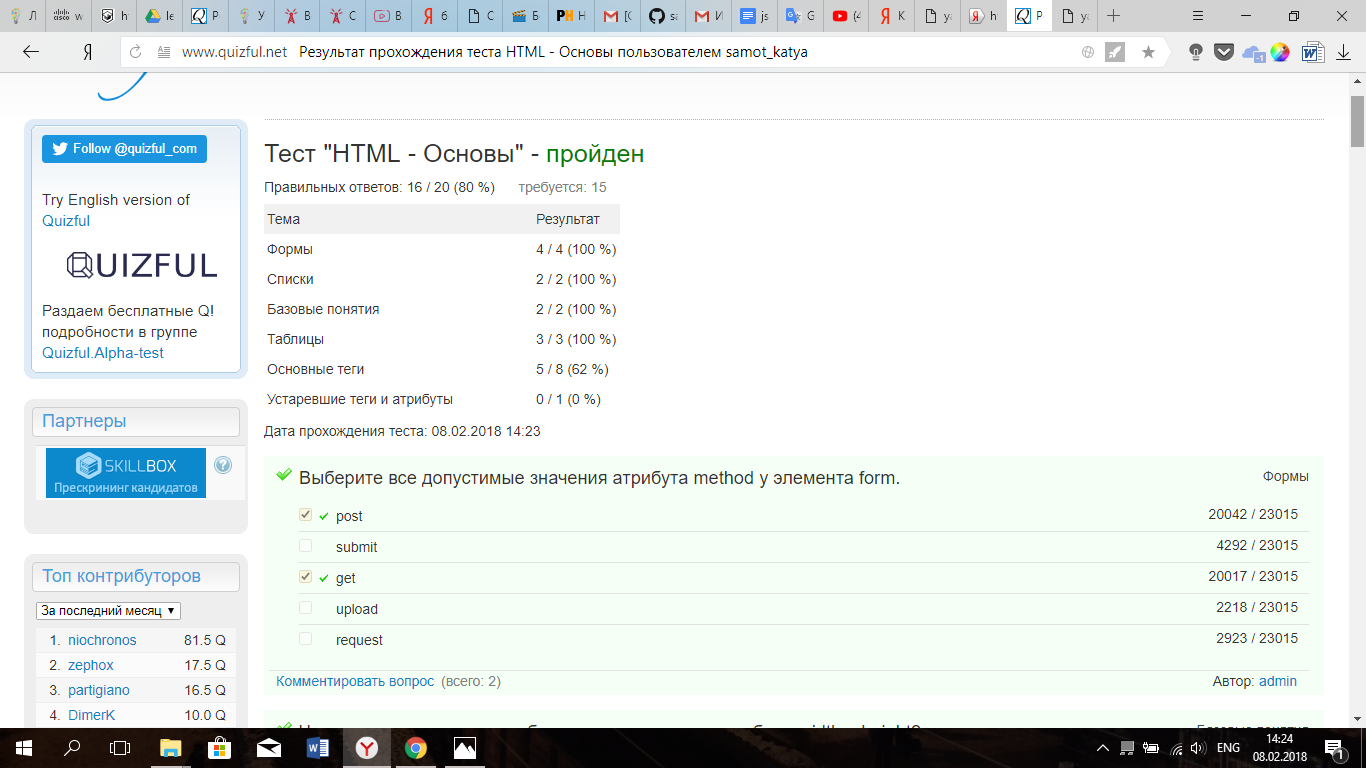 www.quizful.net Результат прохождения теста HTML - Основы пользователем samot_katya
Follow @quizful_com
Try English version of
Quizful
QUIZFUL
Раздаем бесплатные Q!
подробности в группе
Quizful.Alpha-test
Партнеры
SKILLBOX
Прескрининг кандидатов
Топ контрибуторов
За последний месяц
1. niochronos 81.5 Q
2. zephox 17.5 Q
3. partigiano 16.5 Q
4. DimerK 10.0 Q
Тест "HTML - Основы" - пройден
Правильных ответов: 16 / 20 (80 %) требуется: 15
Тема Результат
Формы 4 / 4 (100 %)
Списки 2 / 2 (100 %)
Базовые понятия 2 / 2 (100 %)
Таблицы 3 / 3 (100 %)
Основные теги 5 / 8 (62 %)
Устаревшие теги и атрибуты 0 / 1 (0 %)
Дата прохождения теста: 08.02.2018 14:23
Выберите все допустимые значения атрибута method у элемента form. Формы
post 20042 / 23015
submit 4292 / 23015
get 20017 / 23015
upload 2218 / 23015
request 2923 / 23015
Комментировать вопрос (всего: 2) Автор: admin
ENG
14:24
08.02.2018
1